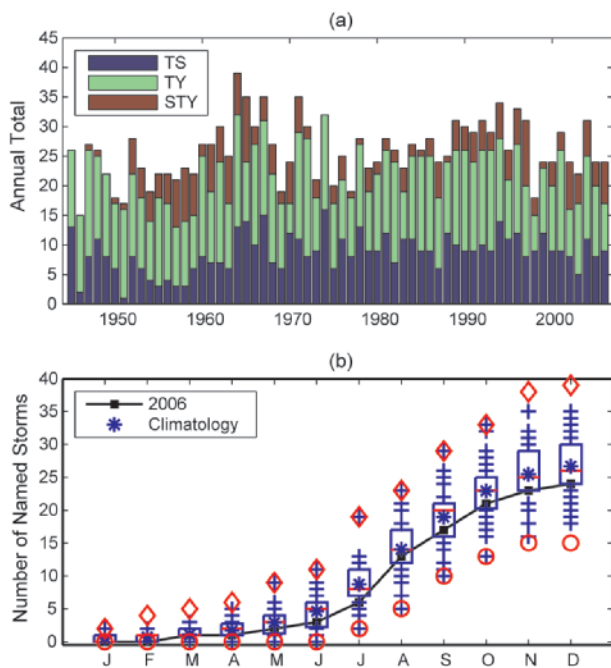 (a)
45
40
35
30
25
20
15
10
5
0
Annual Total
TS
TY
STY
1950 1960 1970 1980 1990 2000
(b)
40
35
30
25
20
15
10
5
0
Number of Named Storms
2006
Climatology
J F M A M J J A S O N D